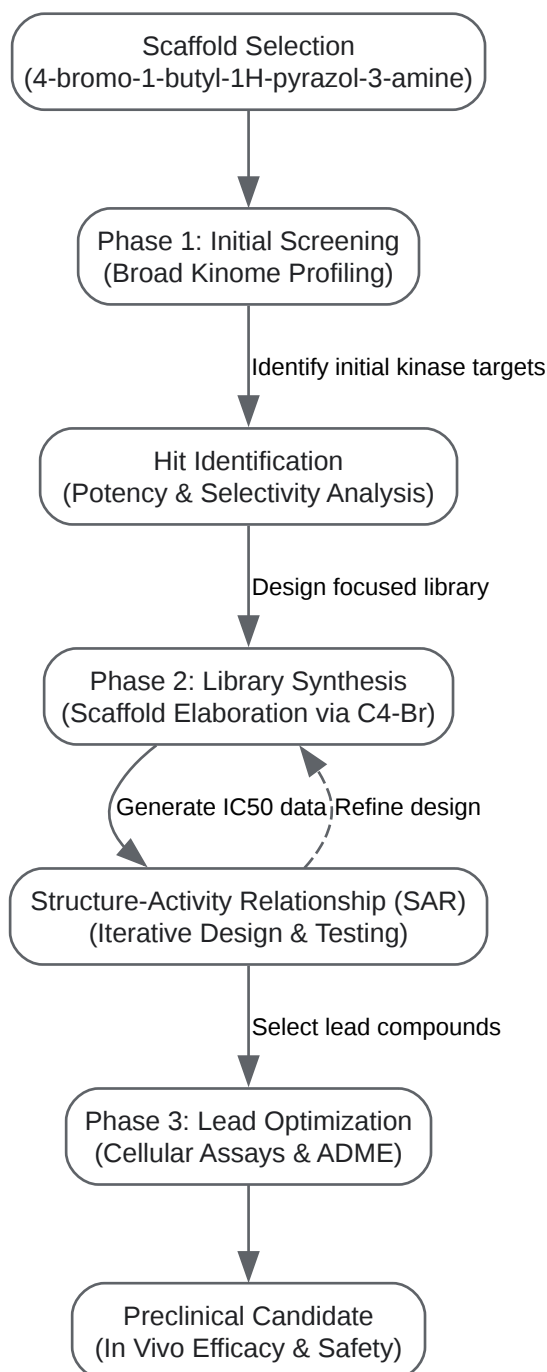 Scaffold Selection
(4-bromo-1-butyl-1H-pyrazol-3-amine)
Phase 1: Initial Screening
(Broad Kinome Profiling)
Identify initial kinase targets
Hit Identification
(Potency & Selectivity Analysis)
Design focused library
Phase 2: Library Synthesis
(Scaffold Elaboration via C4-Br)
Generate IC50 data
Refine design
Structure-Activity Relationship (SAR)
(Iterative Design & Testing)
Select lead compounds
Phase 3: Lead Optimization
(Cellular Assays & ADME)
Preclinical Candidate
(In Vivo Efficacy & Safety)